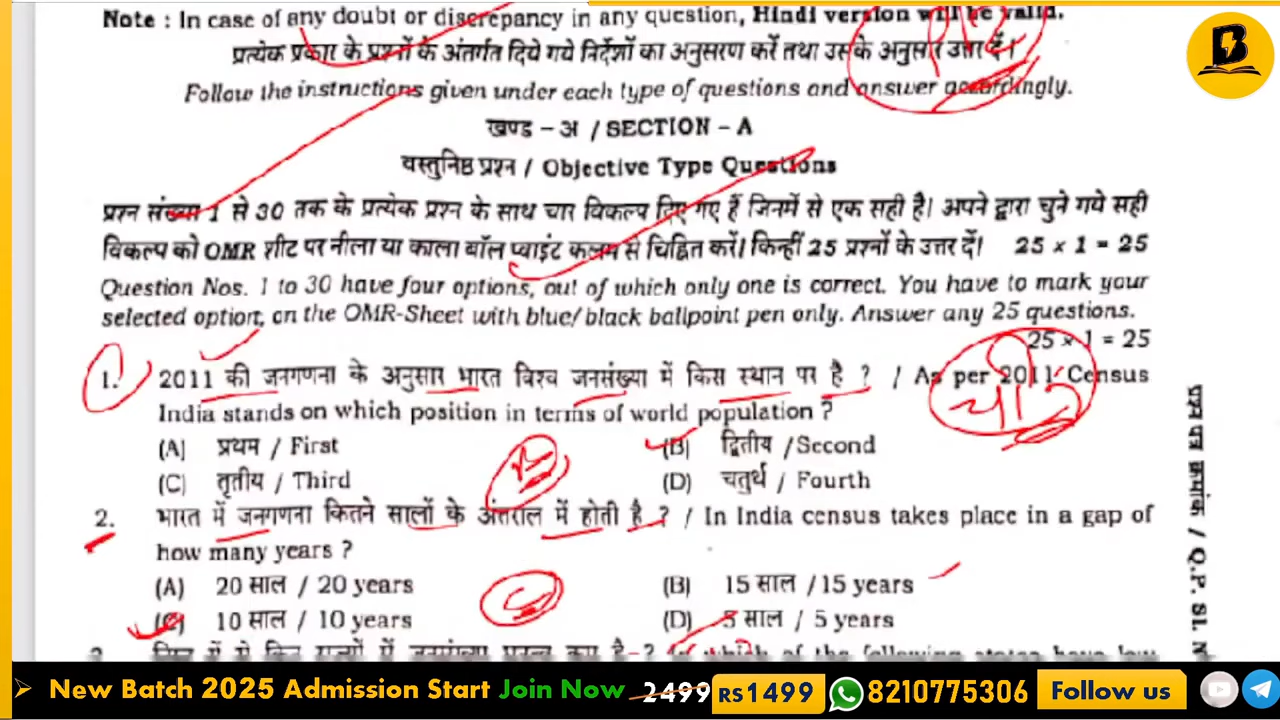 Note : In case of any doubt or discrepancy in any question, Hindi version will be valid.
प्रत्येक प्रकार के प्रश्नों के अंतर्गत दिये गये निर्देशों का अनुसरण करें तथा उसके अनुसार उत्तर दें।
Follow the instructions given under each type of questions and answer accordingly.
खण्ड – अ / SECTION – A
वस्तुनिष्ठ प्रश्न / Objective Type Questions
प्रश्न संख्या 1 से 30 तक के प्रत्येक प्रश्न के साथ चार विकल्प दिए गए हैं जिनमें से एक सही है। अपने द्वारा चुने गये सही
विकल्प को OMR शीट पर नीला या काला बॉल प्वाइंट कलम से चिह्नित करें। किन्हीं 25 प्रश्नों के उत्तर दें। 25 × 1 = 25
Question Nos. 1 to 30 have four options, out of which only one is correct. You have to mark your
selected option, on the OMR-Sheet with blue/black ballpoint pen only. Answer any 25 questions.
25 × 1 = 25
1. 2011 की जनगणना के अनुसार भारत विश्व जनसंख्या में किस स्थान पर है ? / As per 2011 Census
India stands on which position in terms of world population ?
(A) प्रथम / First (B) द्वितीय /Second
(C) तृतीय / Third (D) चतुर्थ / Fourth
2. भारत में जनगणना कितने सालों के अंतराल में होती है ? / In India census takes place in a gap of
how many years ?
(A) 20 साल / 20 years (B) 15 साल /15 years
(C) 10 साल / 10 years (D) 5 साल / 5 years
प्रश्न पत्र क्रमांक / Q.P. Sl. N
चीन
B
C
New Batch 2025 Admission Start Join Now 2499 RS1499 8210775306 Follow us